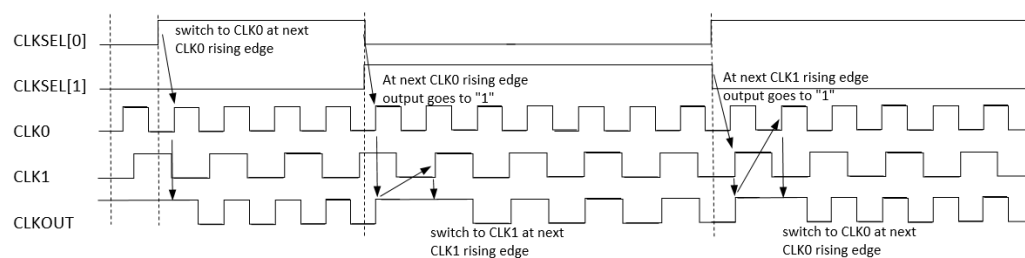 CLKSEL[0]
switch to CLK0 at next
CLK0 rising edge
CLKSEL[1]
At next CLK0 rising edge
output goes to "1"
At next CLK1 rising edge
output goes to "1"
CLK0
CLK1
CLKOUT
switch to CLK1 at next
CLK1 rising edge
switch to CLK0 at next
CLK0 rising edge